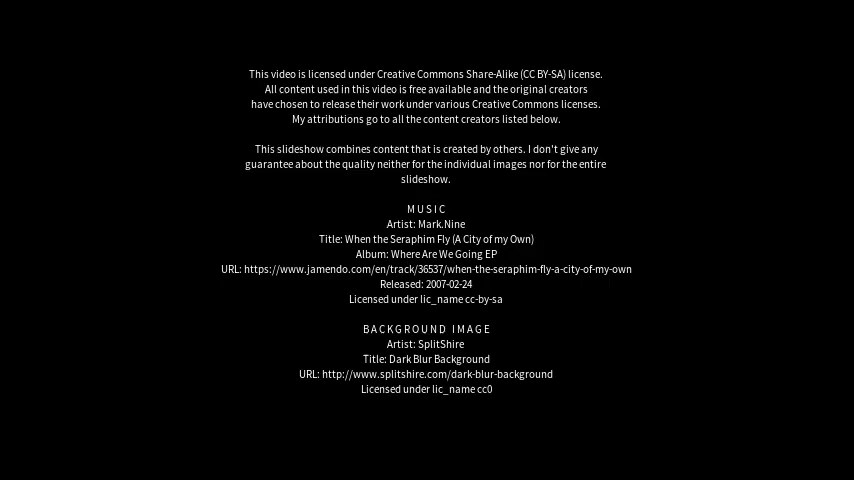 This video is licensed under Creative Commons Share-Alike (CC BY-SA) license.
All content used in this video is free available and the original creators
have chosen to release their work under various Creative Commons licenses.
My attributions go to all the content creators listed below.
This slideshow combines content that is created by others. I don't give any
guarantee about the quality neither for the individual images nor for the entire
slideshow.
MUSIC
Artist: Mark.Nine
Title: When the Seraphim Fly (A City of my Own)
Album: Where Are We Going EP
URL: https://www.jamendo.com/en/track/36537/when-the-seraphim-fly-a-city-of-my-own
Released: 2007-02-24
Licensed under lic_name cc-by-sa
BACKGROUND IMAGE
Artist: SplitShire
Title: Dark Blur Background
URL: http://www.splitshire.com/dark-blur-background
Licensed under lic_name cc0